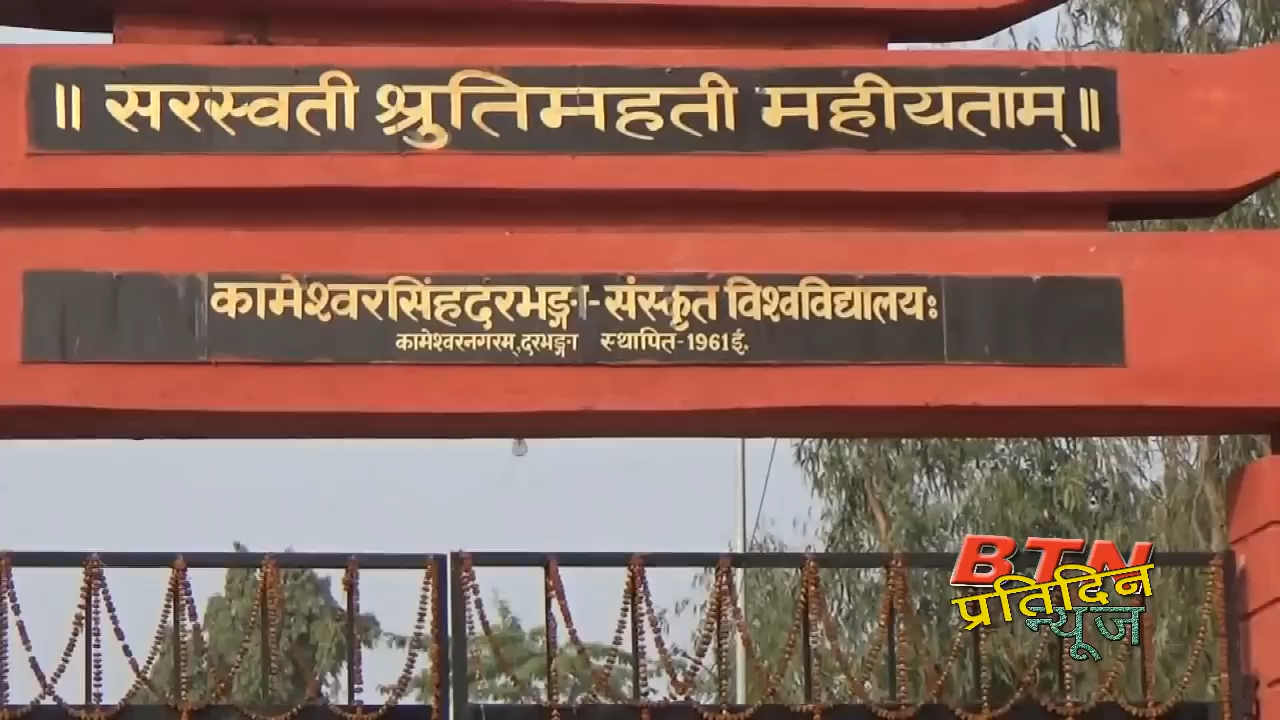 ॥ सरस्वती श्रुतिमहती महीयताम् ॥
कामेश्वरसिंहदरभङ्गा-संस्कृत विश्वविद्यालयः
कामेश्वरनगरम्,दरभङ्गा स्थापित-1961ई.
BTN
प्रतिदिन
न्यूज